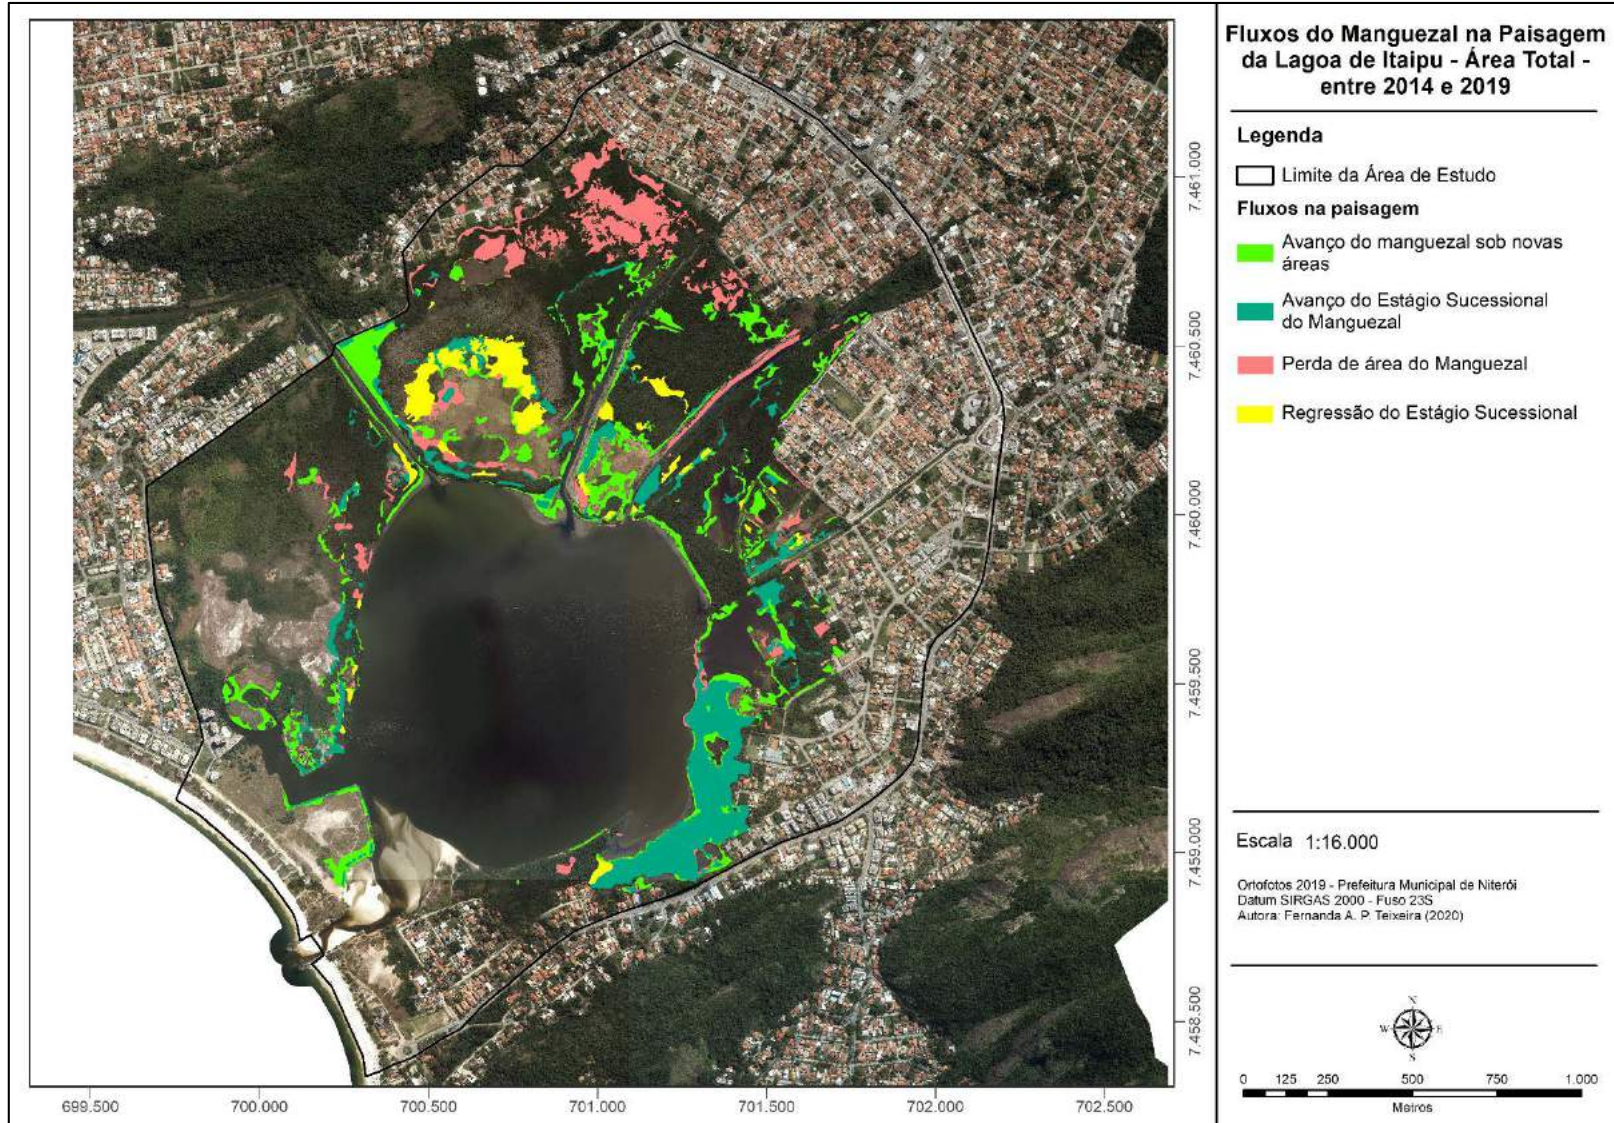 Fluxos do Manguezal na Paisagem
da Lagoa de Itaipu - Área Total -
entre 2014 e 2019
Legenda
Limite da Área de Estudo
Fluxos na paisagem
Avanço do manguezal sob novas
áreas
Avanço do Estágio Sucessional
do Manguezal
Perda de área do Manguezal
Regressão do Estágio Sucessional
Escala 1:16.000
Ortofotos 2019 - Prefeitura Municipal de Niterói
Datum SIRGAS 2000 - Fuso 23S
Autora: Fernanda A. P. Teixeira (2020)
N
W E
S
0 125 250 500 750 1.000
Meiros
7.461.000
7.460.500
7.460.000
7.459.500
7.459.000
7.458.500
699.500 700.000 700.500 701.000 701.500 702.000 702.500